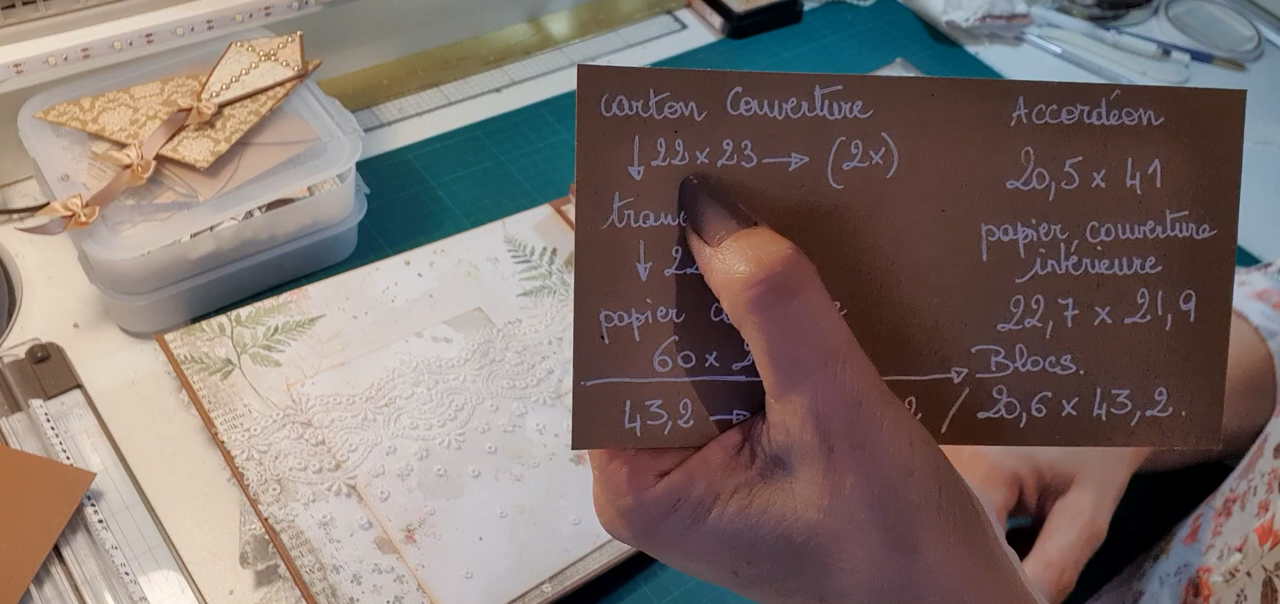 carton Couverture
↓ 22 x 23 → (2x)
↓
papier
60 x
43,2 →
Accordéon
20,5 x 41
papier couverture
intérieure
22,7 x 21,9
Blocs.
20,6 x 43,2.